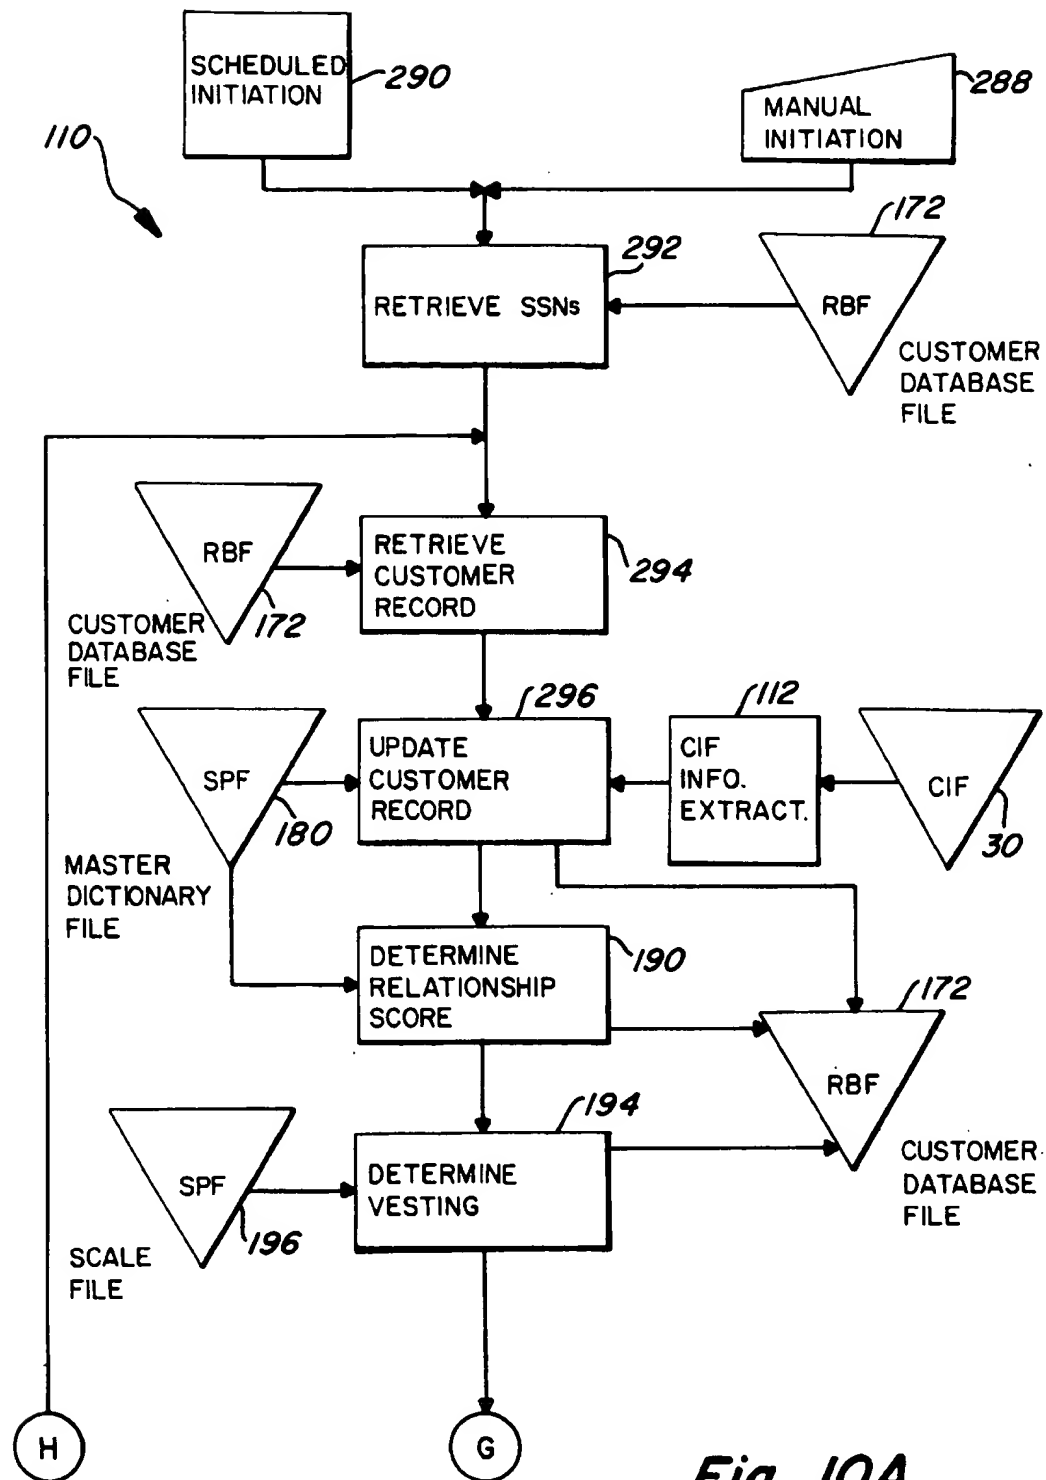 SCHEDULED
INITIATION
290
288
MANUAL
INITIATION
110
172
292
RETRIEVE SSNs
RBF
CUSTOMER
DATABASE
FILE
RBF
172
CUSTOMER
DATABASE
FILE
RETRIEVE
CUSTOMER
RECORD
294
296
112
SPF
180
UPDATE
CUSTOMER
RECORD
CIF
INFO.
EXTRACT.
CIF
30
MASTER
DICTIONARY
FILE
DETERMINE
RELATIONSHIP
SCORE
190
172
RBF
194
CUSTOMER
DATABASE
FILE
SPF
196
DETERMINE
VESTING
SCALE
FILE
H
G
Fig. 10A